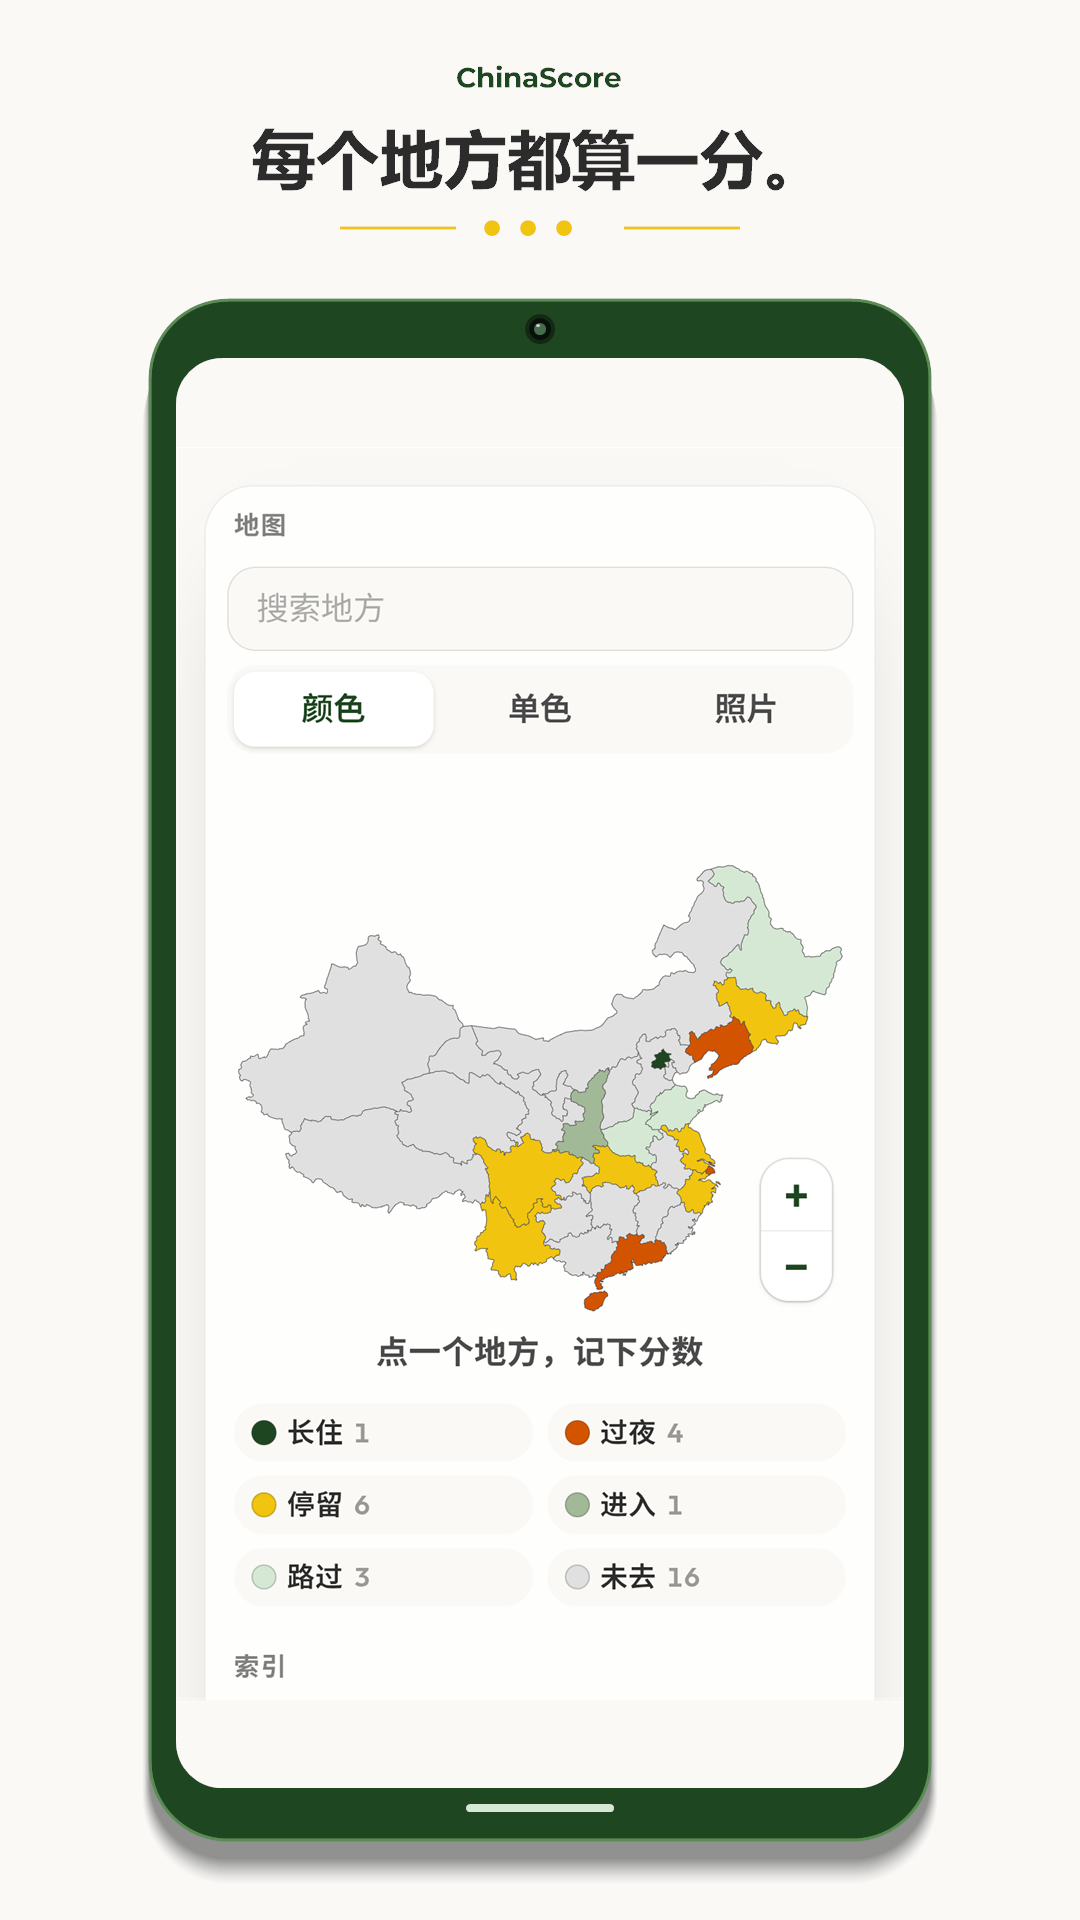 ChinaScore
每个地方都算一分。
地图
搜索地方
颜色 单色 照片
+
−
点一个地方，记下分数
长住 1 过夜 4
停留 6 进入 1
路过 3 未去 16
索引